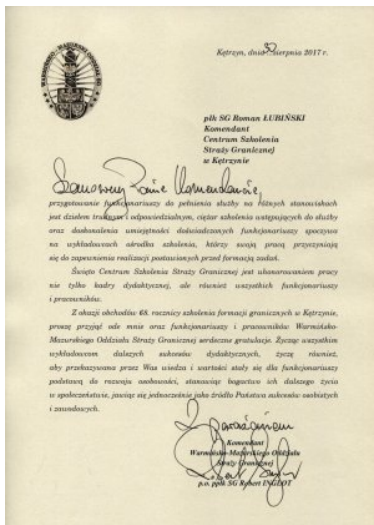 Kętrzyn, dnia 30 sierpnia 2017 r.
płk SG Roman ŁUBIŃSKI
Komendant
Centrum Szkolenia
Straży Granicznej
w Kętrzynie
Szanowny Panie Komendancie,
przygotowanie funkcjonariuszy do pełnienia służby na różnych stanowiskach
jest dziełem trudnym i odpowiedzialnym, ciężar szkolenia wstępujących do służby
oraz doskonalenia umiejętności doświadczonych funkcjonariuszy spoczywa
na wykładowcach ośrodka szkolenia, którzy swoją pracą przyczyniają
się do zapewnienia realizacji postawionych przed formacją zadań.
Święto Centrum Szkolenia Straży Granicznej jest uhonorowaniem pracy
nie tylko kadry dydaktycznej, ale również wszystkich funkcjonariuszy
i pracowników.
Z okazji obchodów 68. rocznicy szkolenia formacji granicznych w Kętrzynie,
proszę przyjąć ode mnie oraz funkcjonariuszy i pracowników Warmińsko-
Mazurskiego Oddziału Straży Granicznej serdeczne gratulacje. Życząc wszystkim
wykładowcom dalszych sukcesów dydaktycznych, życzę również,
aby przekazywana przez Was wiedza i wartości stały się dla funkcjonariuszy
podstawą do rozwoju osobowości, stanowiąc bogactwo ich dalszego życia
w społeczeństwie, jawiąc się jednocześnie jako źródło Państwa sukcesów osobistych
i zawodowych.
Z poważaniem
Komendant
Warmińsko-Mazurskiego Oddziału
Straży Granicznej
p.o. ppłk SG Robert INGLOT